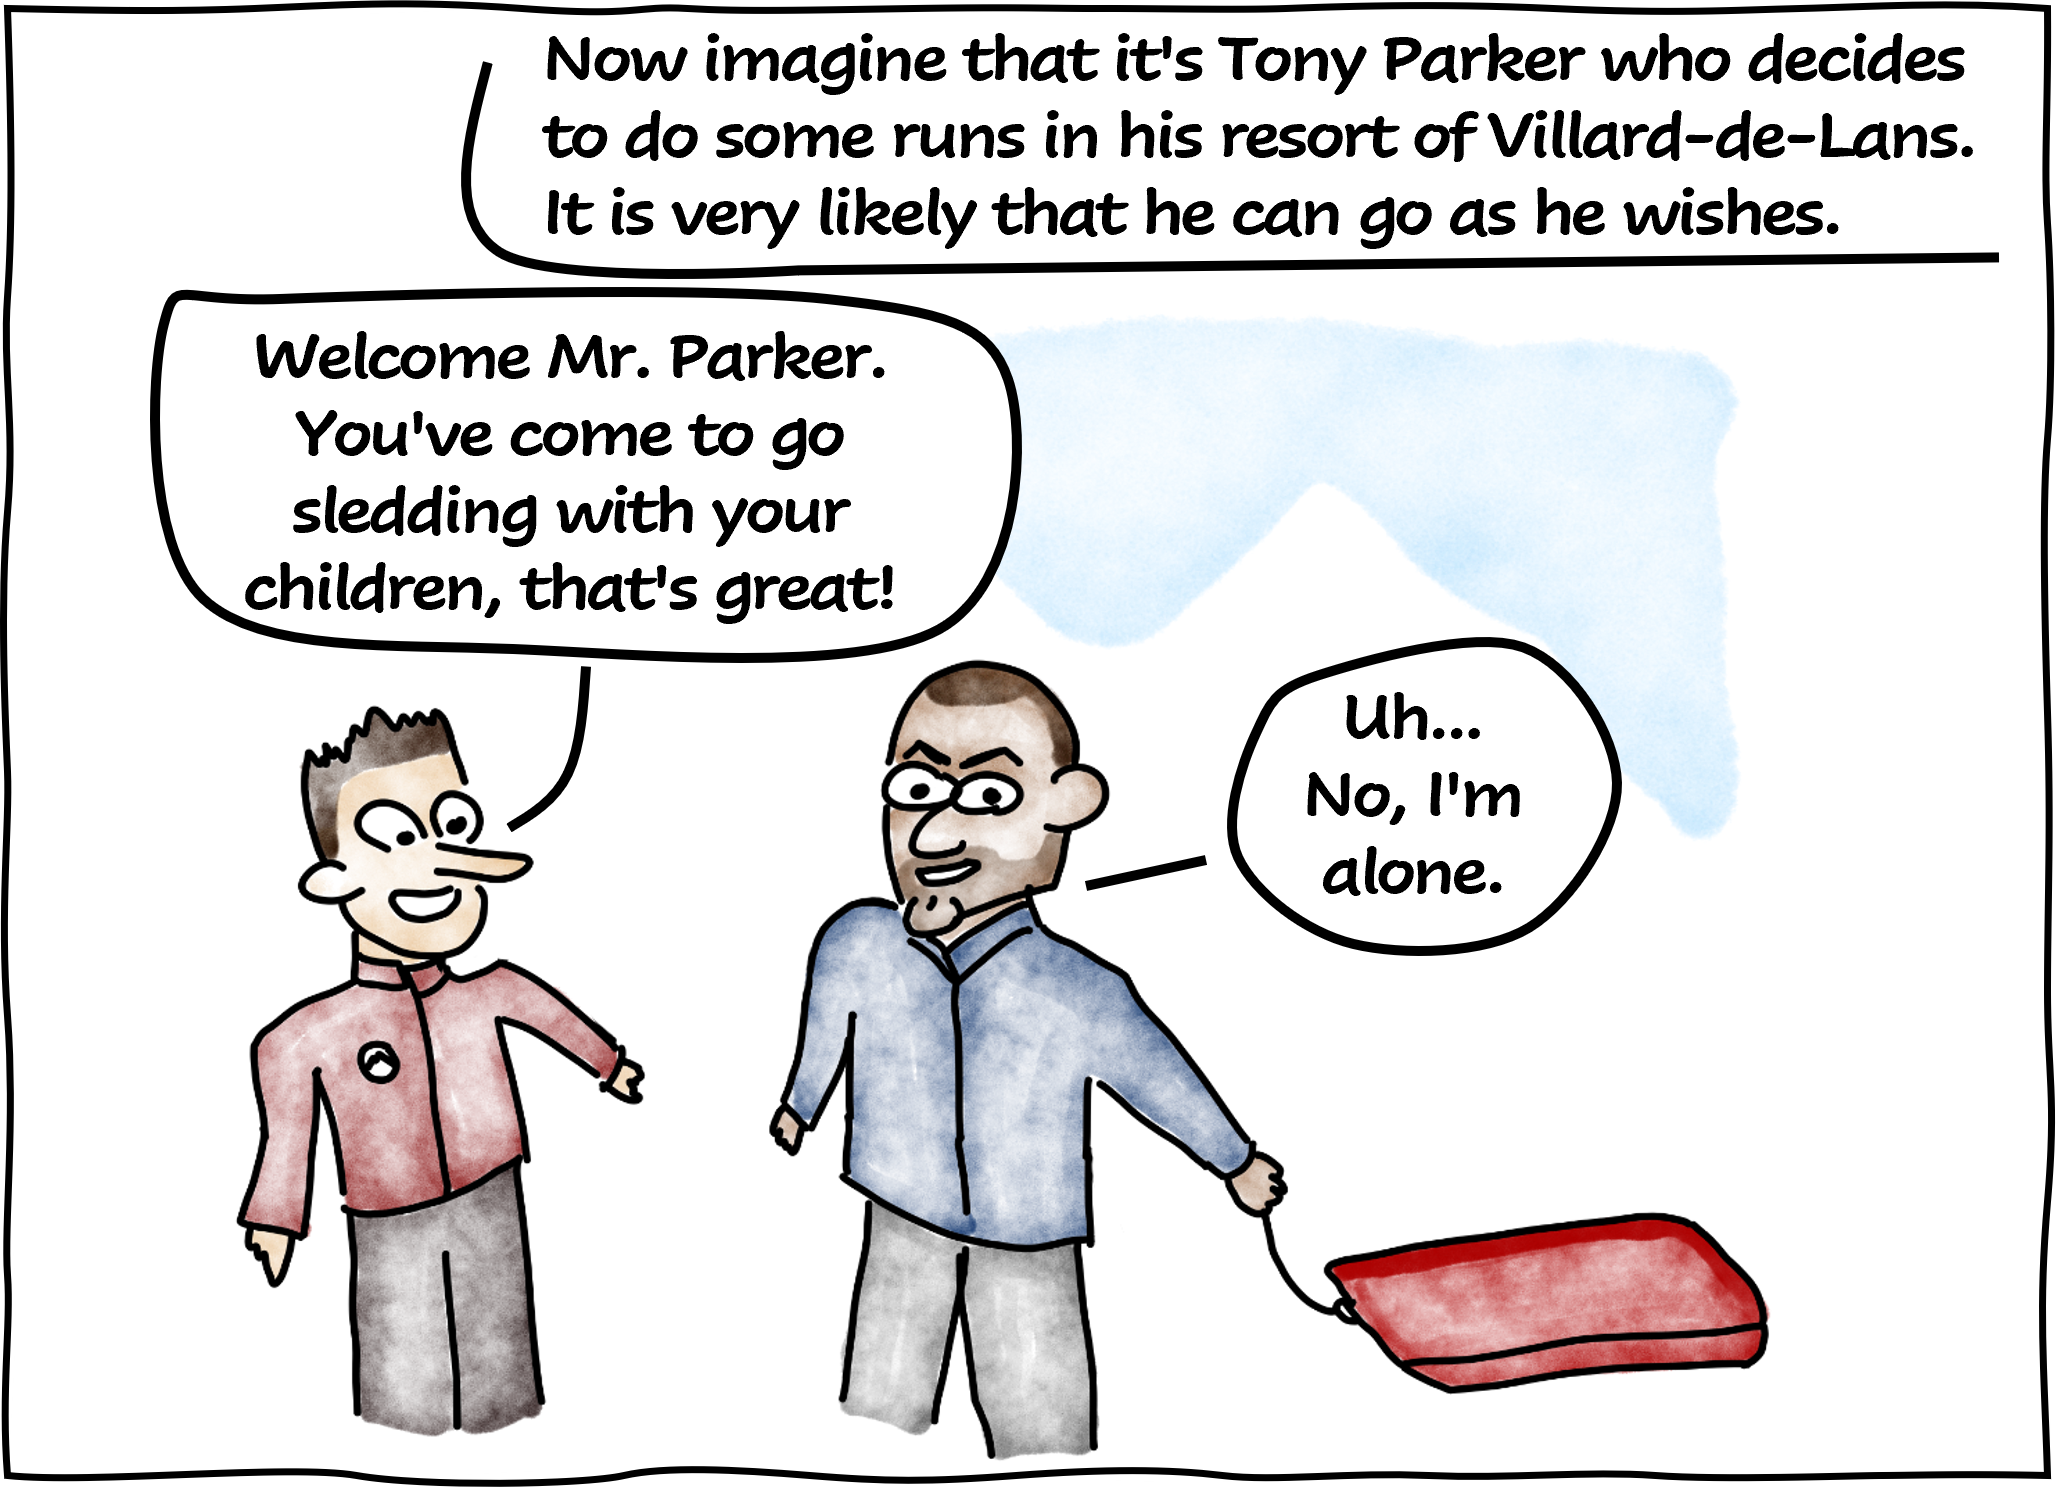 Now imagine that it's Tony Parker who decides
to do some runs in his resort of Villard-de-Lans.
It is very likely that he can go as he wishes.
Welcome Mr. Parker.
You've come to go
sledding with your
children, that's great!
Uh...
No, I'm
alone.